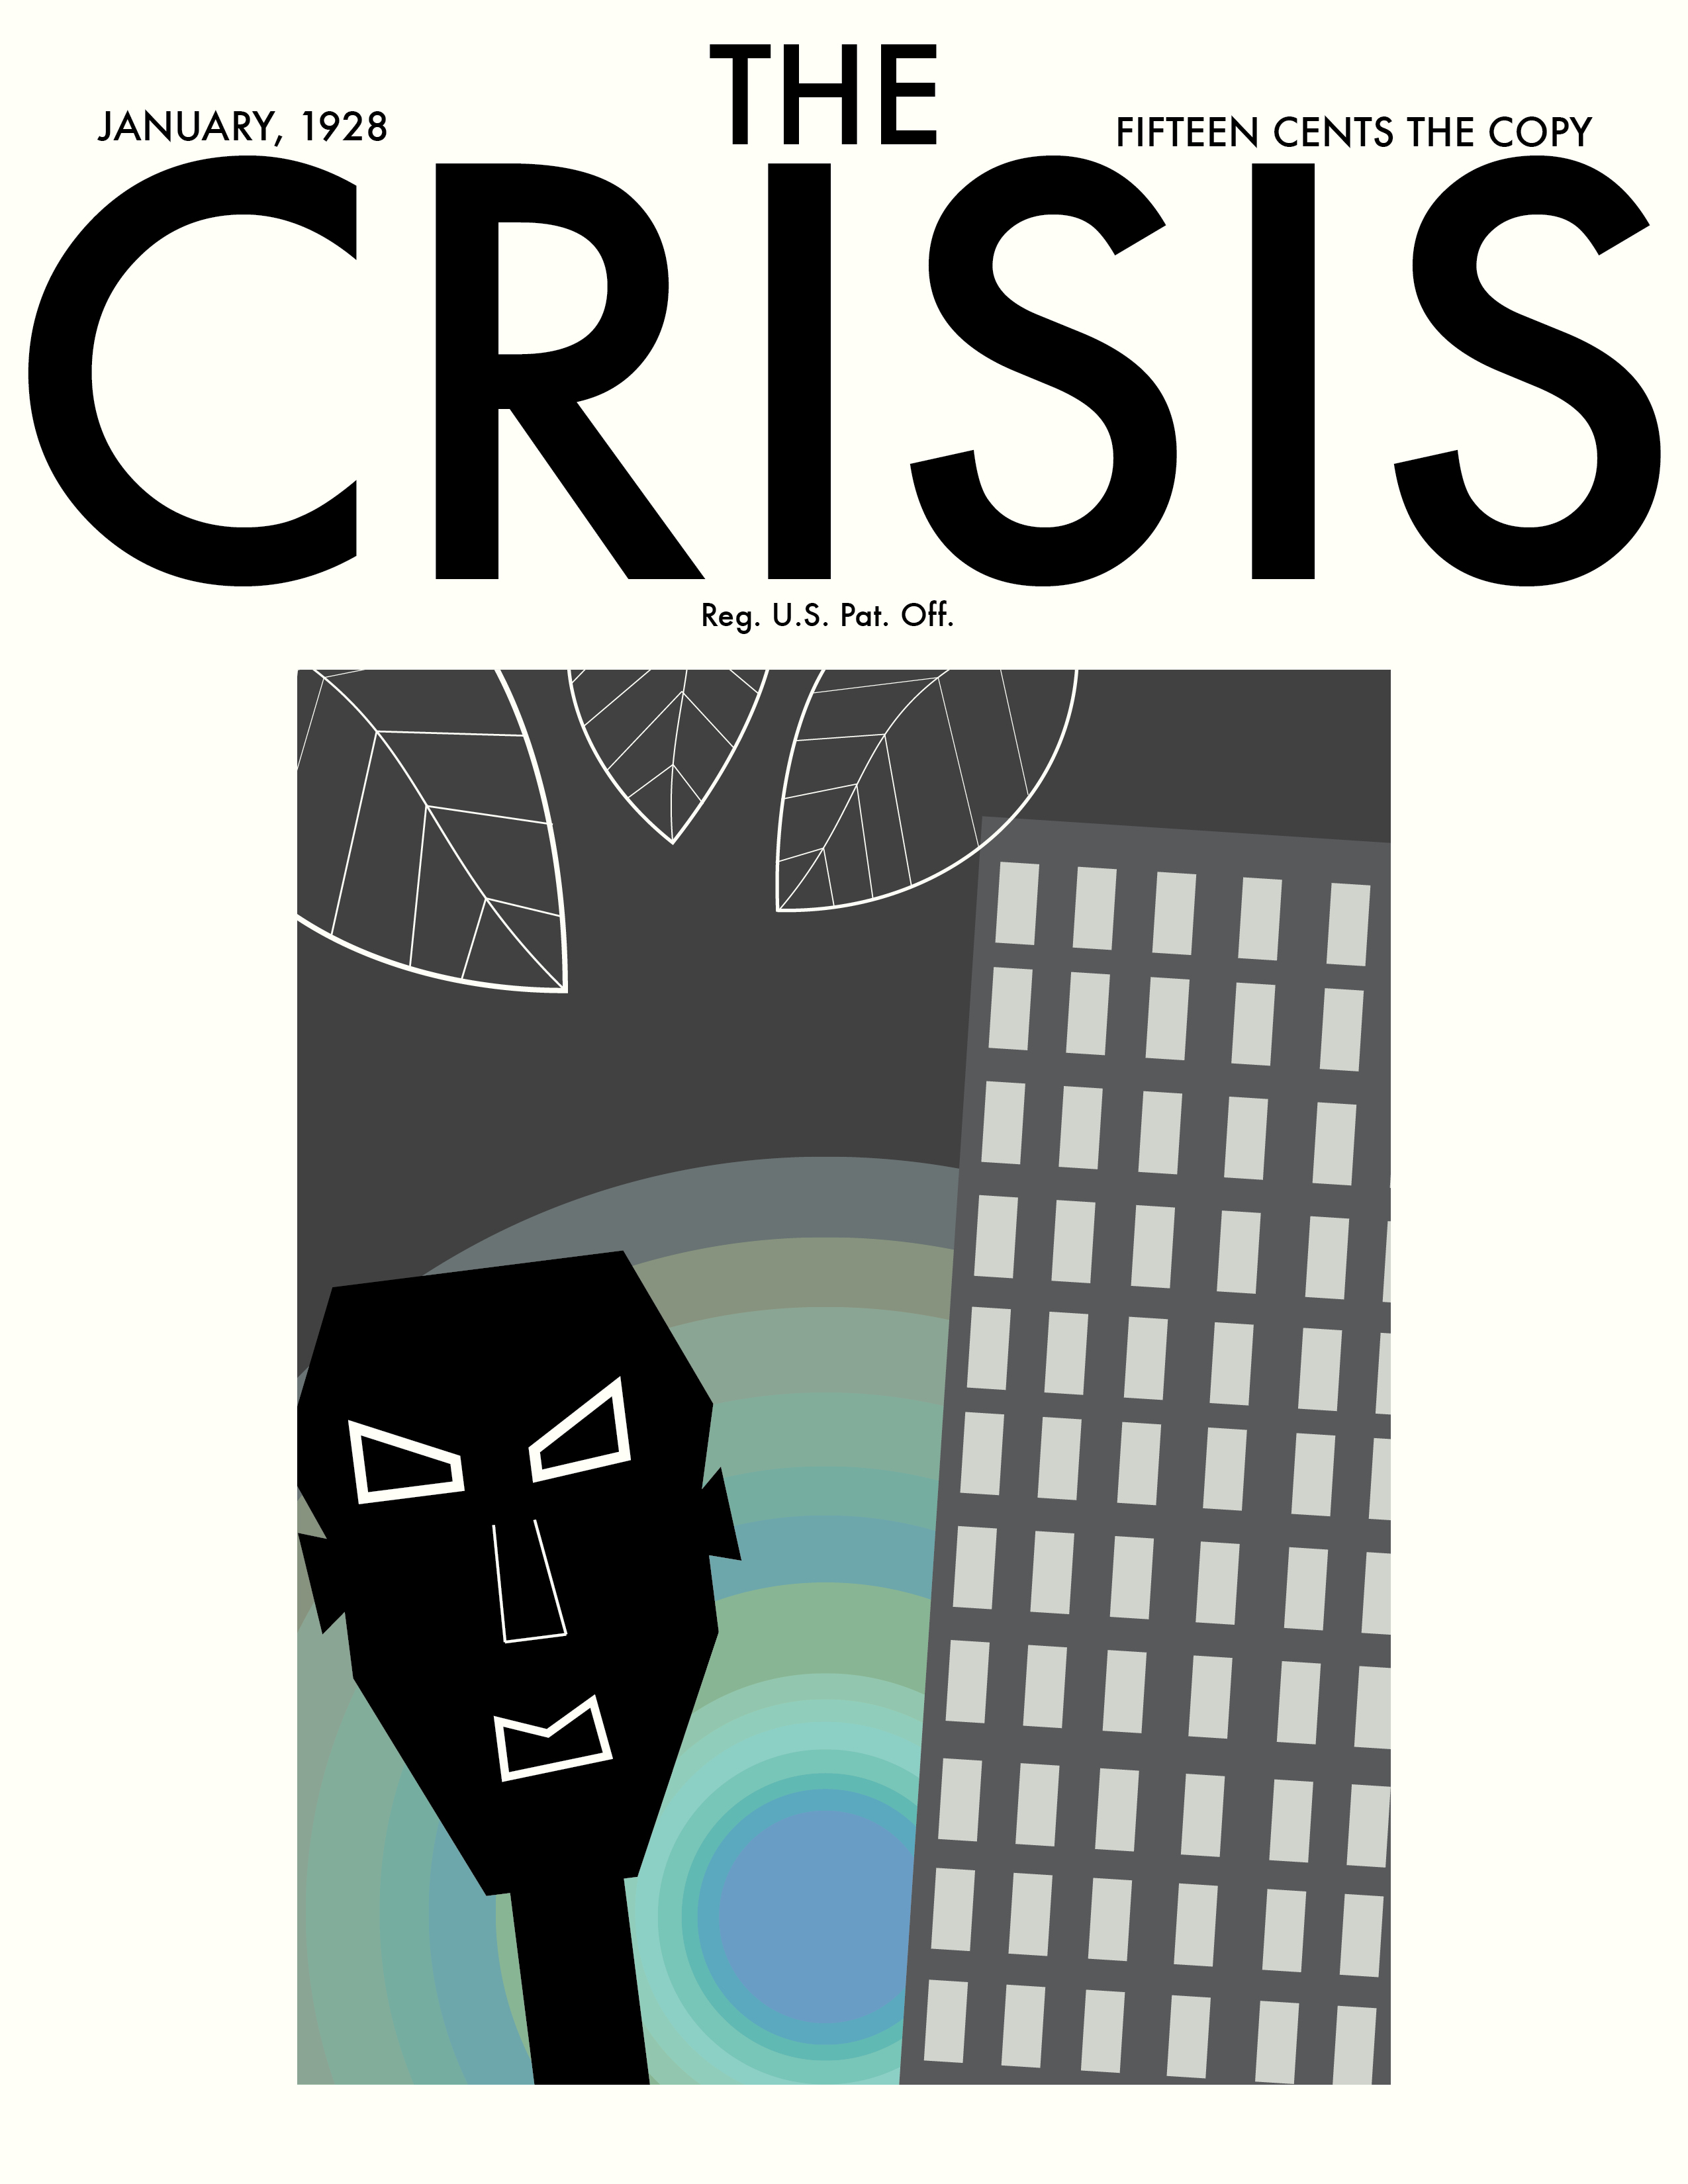 THE
JANUARY, 1928
FIFTEEN CENTS THE COPY
CRISIS
Reg. U.S. Pat. Off.